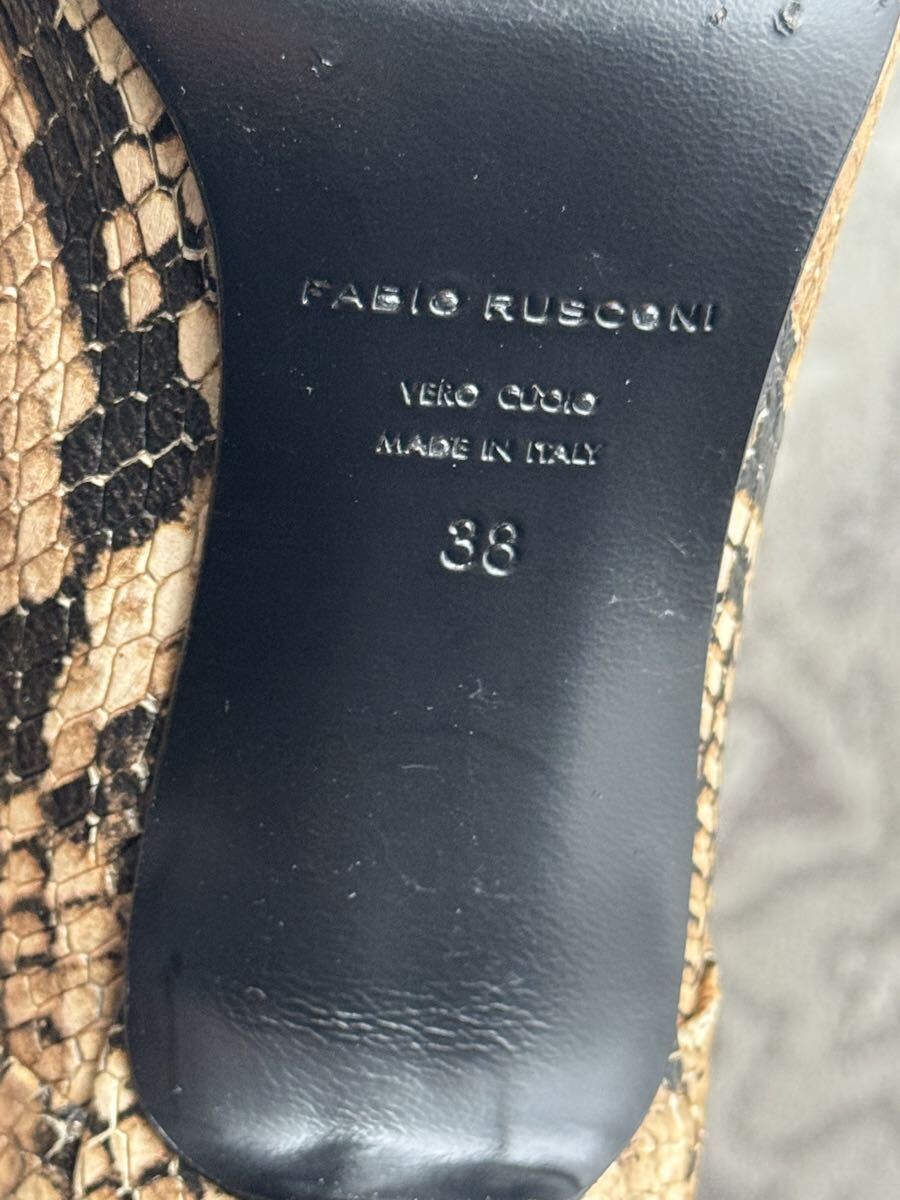 FABIO RUSCONI
VERO CUOIO
MADE IN ITALY
38